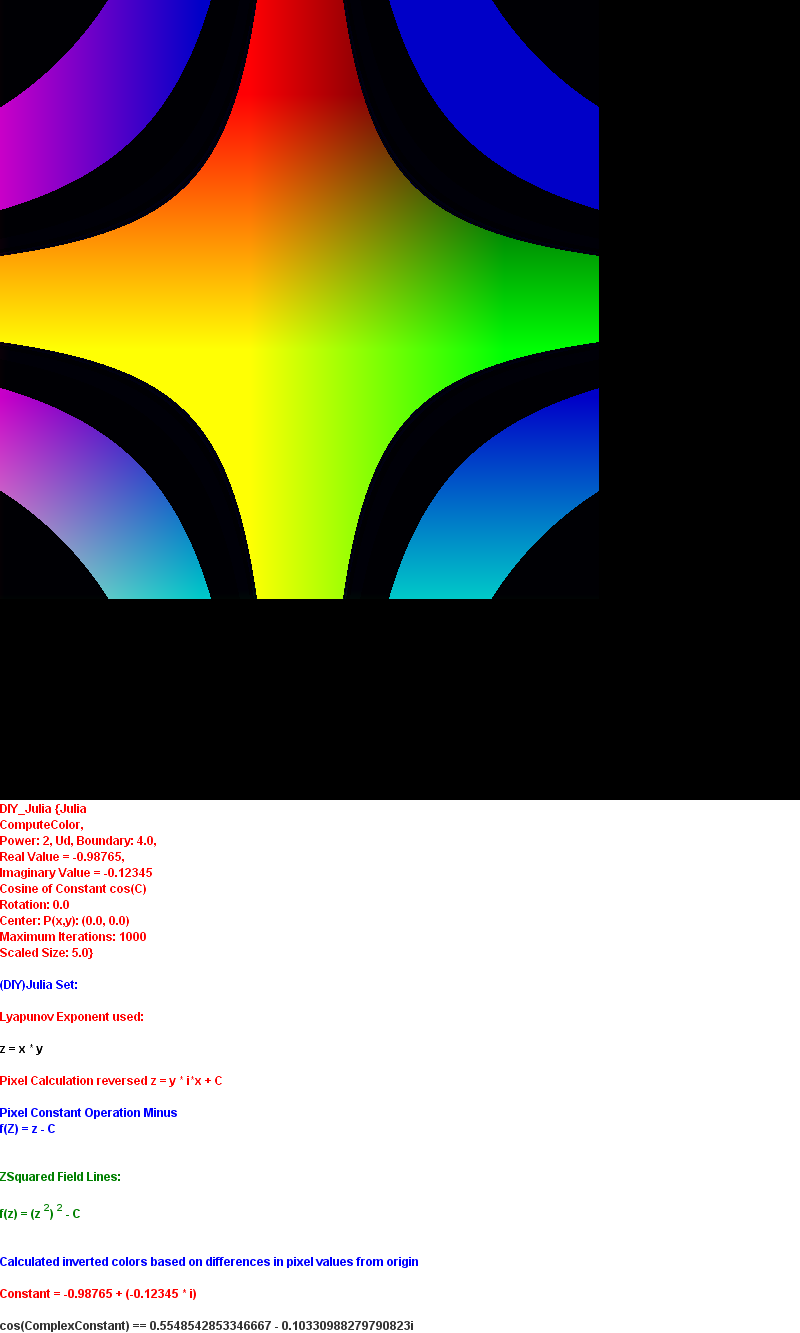 DIY_Julia {Julia
ComputeColor,
Power: 2, Ud, Boundary: 4.0,
Real Value = -0.98765,
Imaginary Value = -0.12345
Cosine of Constant cos(C)
Rotation: 0.0
Center: P(x,y): (0.0, 0.0)
Maximum Iterations: 1000
Scaled Size: 5.0}
(DIY)Julia Set:
Lyapunov Exponent used:
z = x * y
Pixel Calculation reversed z = y * i*x + C
Pixel Constant Operation Minus
f(Z) = z - C
ZSquared Field Lines:
f(z) = (z ²) ² - C
Calculated inverted colors based on differences in pixel values from origin
Constant = -0.98765 + (-0.12345 * i)
cos(ComplexConstant) == 0.5548542853346667 - 0.10330988279790823i